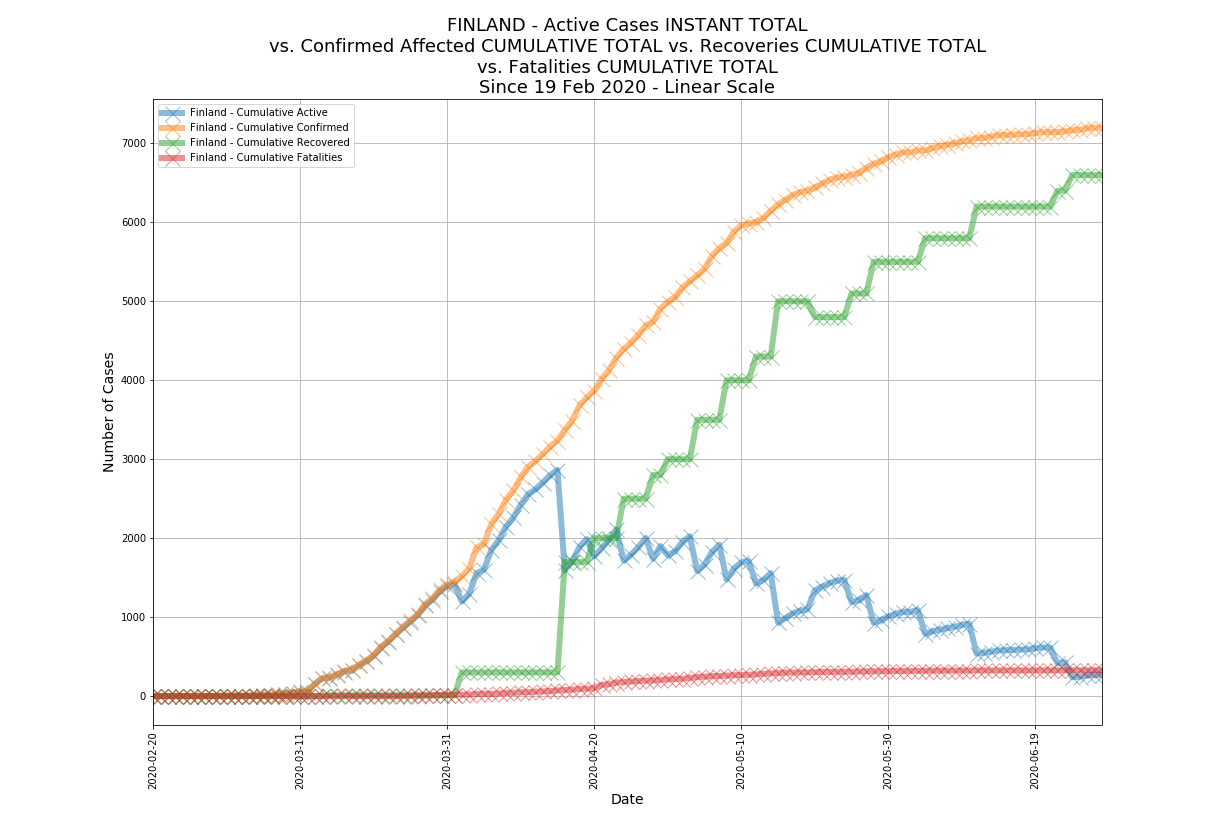 FINLAND - Active Cases INSTANT TOTAL
vs. Confirmed Affected CUMULATIVE TOTAL vs. Recoveries CUMULATIVE TOTAL
vs. Fatalities CUMULATIVE TOTAL
Since 19 Feb 2020 - Linear Scale
Finland - Cumulative Active
Finland - Cumulative Confirmed
Finland - Cumulative Recovered
Finland - Cumulative Fatalities
Number of Cases
7000
6000
5000
4000
3000
2000
1000
0
2020-02-20
2020-03-11
2020-03-31
2020-04-20
2020-05-10
2020-05-30
2020-06-19
Date